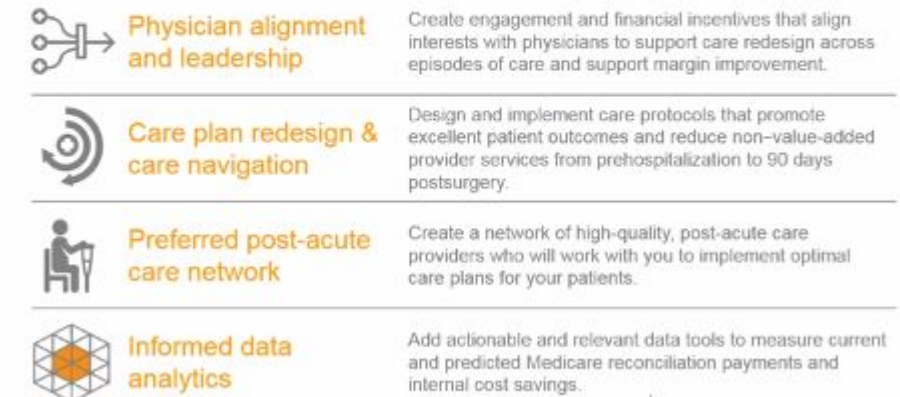 Physician alignment
and leadership
Create engagement and financial incentives that align
interests with physicians to support care redesign across
episodes of care and support margin improvement.
Care plan redesign &
care navigation
Design and implement care protocols that promote
excellent patient outcomes and reduce non–value-added
provider services from prehospitalization to 90 days
postsurgery.
Preferred post-acute
care network
Create a network of high-quality, post-acute care
providers who will work with you to implement optimal
care plans for your patients.
Informed data
analytics
Add actionable and relevant data tools to measure current
and predicted Medicare reconciliation payments and
internal cost savings.